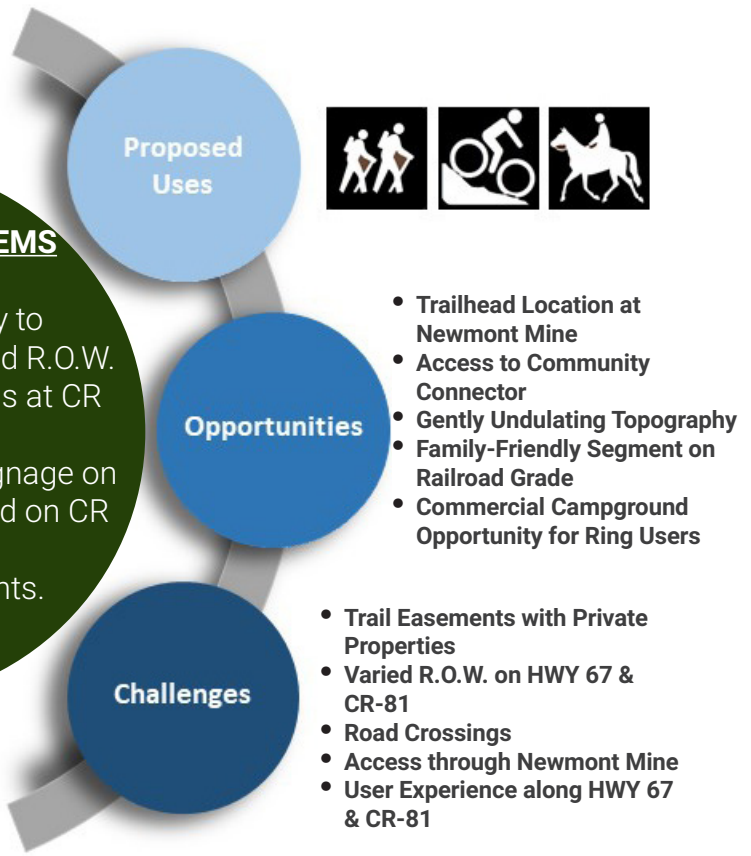 Proposed
Uses
EMS
y to
d R.O.W.
s at CR
gnage on
d on CR
nts.
Opportunities
• Trailhead Location at
Newmont Mine
• Access to Community
Connector
• Gently Undulating Topography
• Family-Friendly Segment on
Railroad Grade
• Commercial Campground
Opportunity for Ring Users
Challenges
• Trail Easements with Private
Properties
• Varied R.O.W. on HWY 67 &
CR-81
• Road Crossings
• Access through Newmont Mine
• User Experience along HWY 67
& CR-81